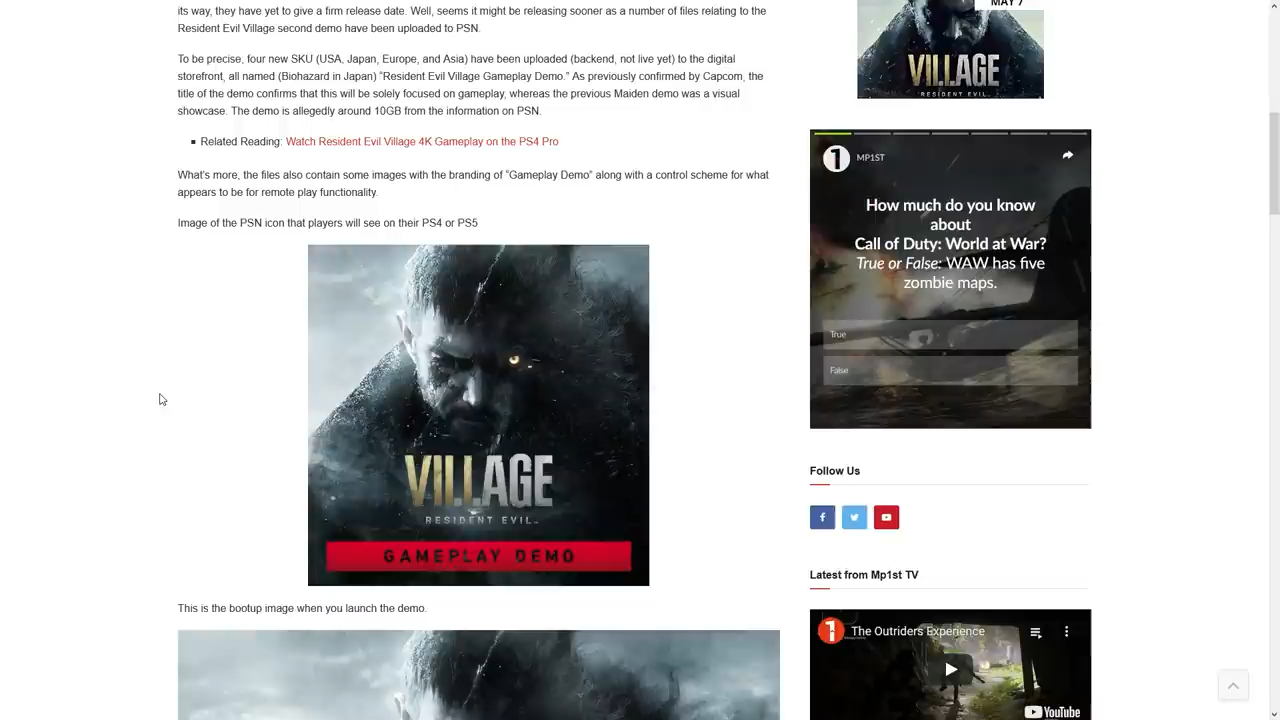 its way, they have yet to give a firm release date. Well, seems it might be releasing sooner as a number of files relating to the
Resident Evil Village second demo have been uploaded to PSN.
To be precise, four new SKU (USA, Japan, Europe, and Asia) have been uploaded (backend, not live yet) to the digital
storefront, all named (Biohazard in Japan) “Resident Evil Village Gameplay Demo.” As previously confirmed by Capcom, the
title of the demo confirms that this will be solely focused on gameplay, whereas the previous Maiden demo was a visual
showcase. The demo is allegedly around 10GB from the information on PSN.
Related Reading: Watch Resident Evil Village 4K Gameplay on the PS4 Pro
What’s more, the files also contain some images with the branding of “Gameplay Demo” along with a control scheme for what
appears to be for remote play functionality.
Image of the PSN icon that players will see on their PS4 or PS5
VILLAGE
RESIDENT EVIL
GAMEPLAY DEMO
This is the bootup image when you launch the demo.
MAY 7
VILLAGE
RESIDENT EVIL
1 MP1ST
How much do you know
about
Call of Duty: World at War?
True or False: WAW has five
zombie maps.
True
False
Follow Us
Latest from Mp1st TV
1 The Outriders Experience
YouTube